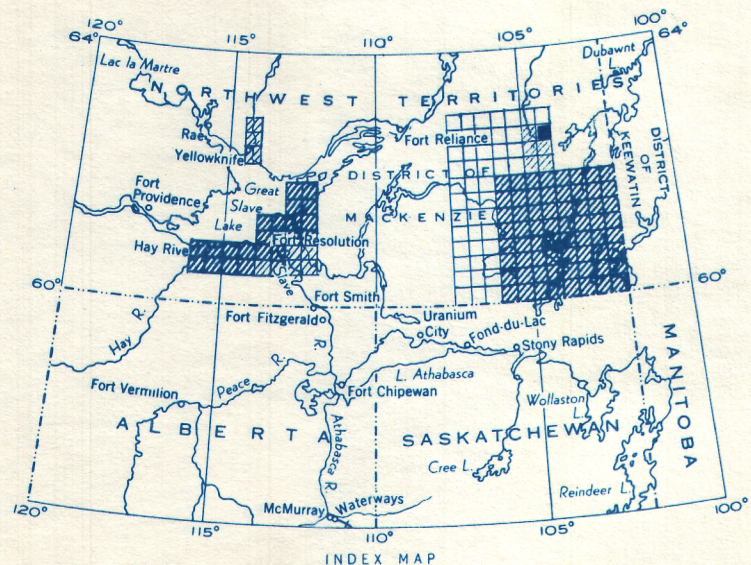 120°
115°
110°
105°
100°
64°
64°
Dubawnt
L.
Lac la Martre
NORTHWEST TERRITORIES
Rae
Fort Reliance
Yellowknife
DISTRICT OF
MACKENZIE
DISTRICT
OF
KEEWATIN
Fort
Providence
Great
Slave
Lake
Hay River
Fort Resolution
60°
60°
Slave
R.
Fort Smith
Fort Fitzgerald
Uranium
City
Fond-du-Lac
Stony Rapids
Hay R.
Peace R.
L. Athabasca
Fort Vermilion
Fort Chipewan
Wollaston
L.
MANITOBA
ALBERTA
Athabasca R.
SASKATCHEWAN
Cree L.
Reindeer L.
McMurray
Waterways
120°
115°
110°
105°
100°
INDEX MAP